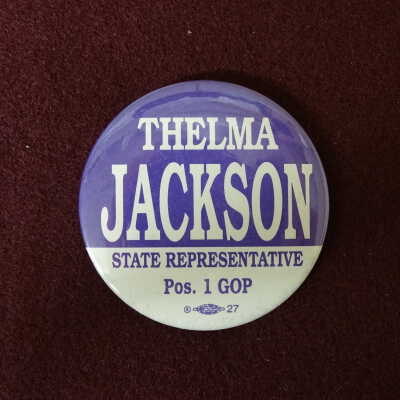 THELMA
JACKSON
STATE REPRESENTATIVE
Pos. 1 GOP
® 27